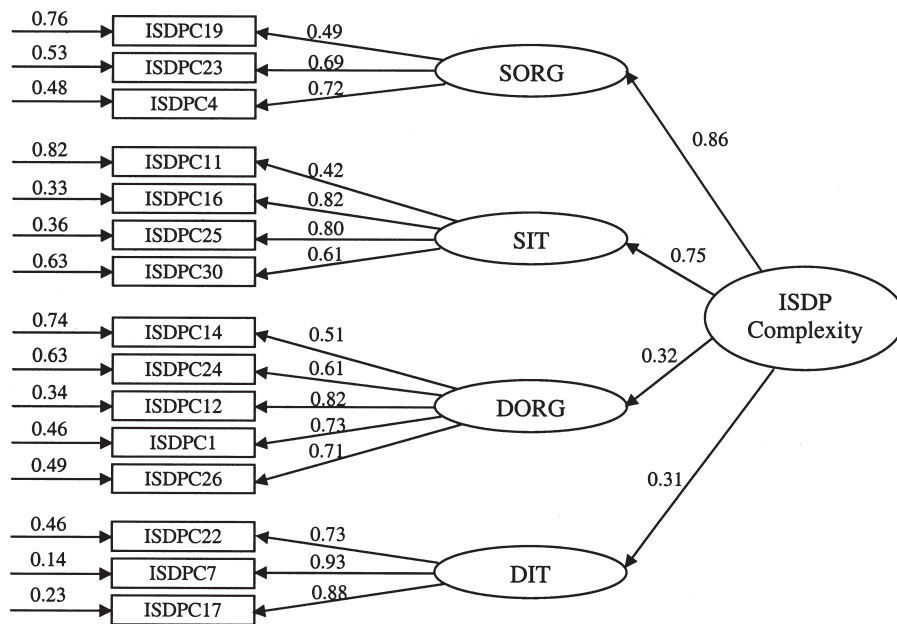 0.76 ISDPC19 0.49
0.53 ISDPC23 0.69 SORG
0.48 ISDPC4 0.72
0.86
0.82 ISDPC11 0.42
0.33 ISDPC16 0.82
0.36 ISDPC25 0.80 SIT 0.75
0.63 ISDPC30 0.61
ISDP
Complexity
0.74 ISDPC14 0.51
0.63 ISDPC24 0.61 0.32
0.34 ISDPC12 0.82 DORG
0.46 ISDPC1 0.73
0.49 ISDPC26 0.71
0.31
0.46 ISDPC22 0.73
0.14 ISDPC7 0.93 DIT
0.23 ISDPC17 0.88